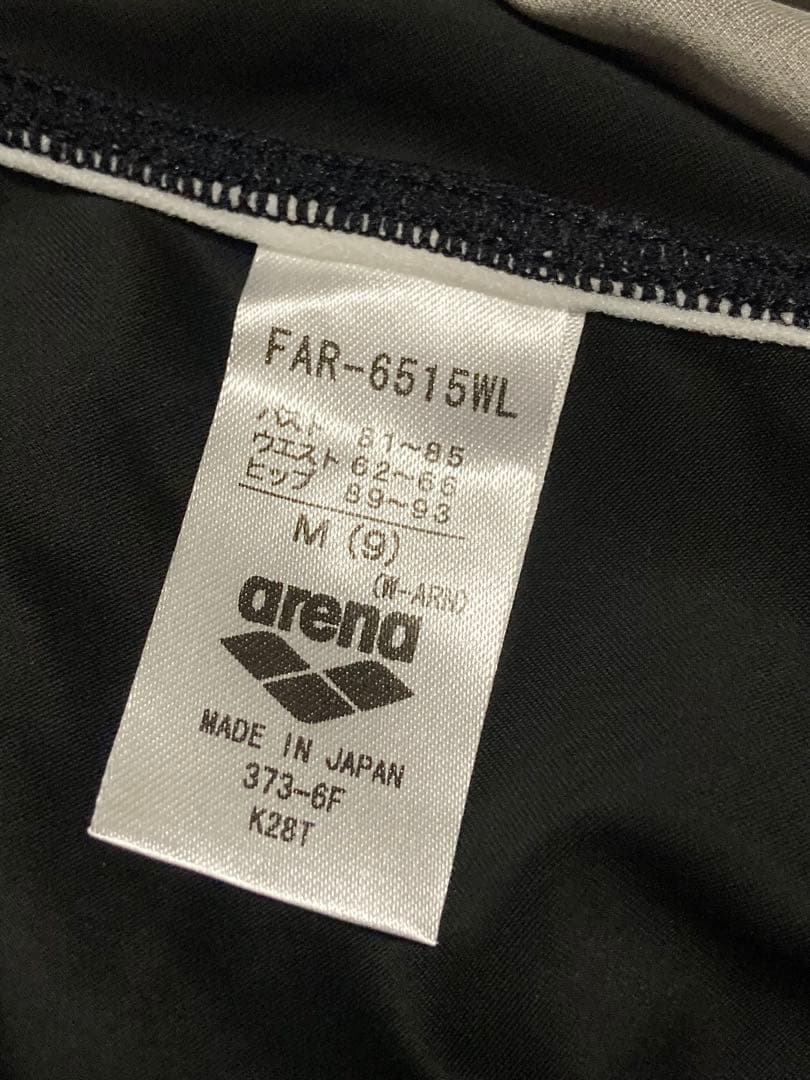 FAR-6515WL
バスト 81~85
ウエスト 62~66
ヒップ 89~93
M (9)
(W-ARN)
arena
MADE IN JAPAN
373-6F
K28T